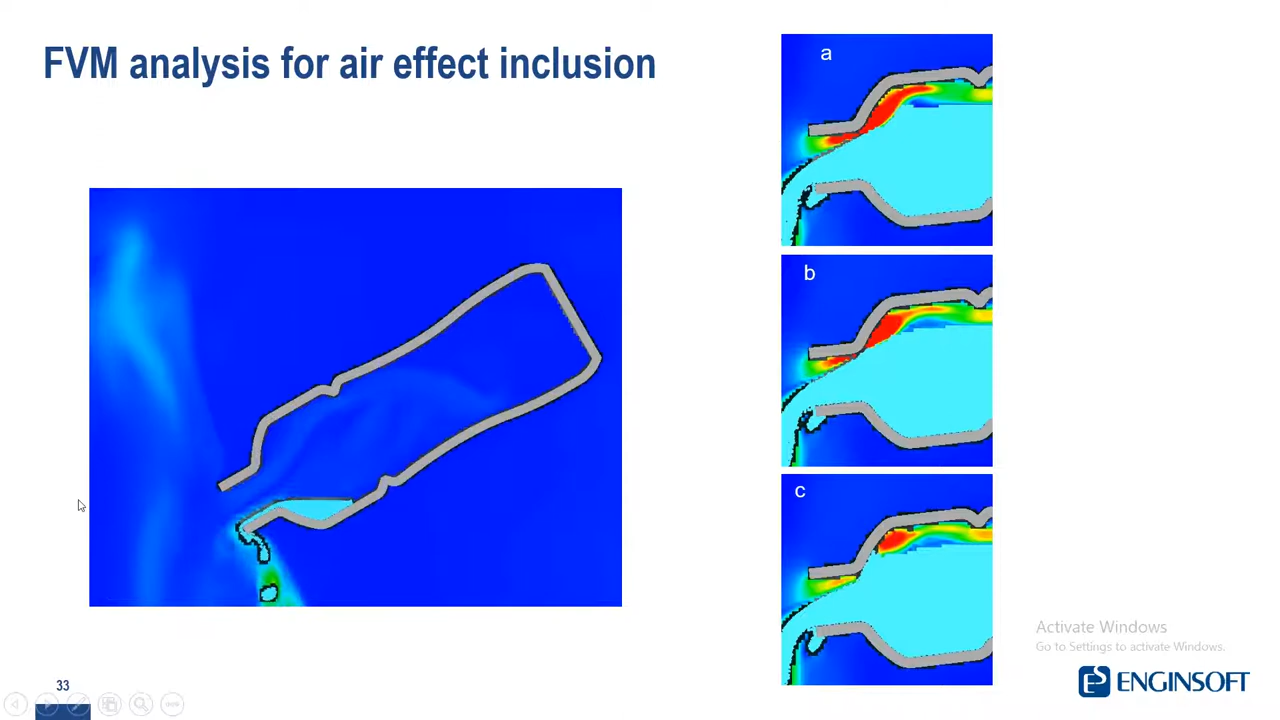 FVM analysis for air effect inclusion
a
b
c
Activate Windows
Go to Settings to activate Windows.
33
ENGINSOFT